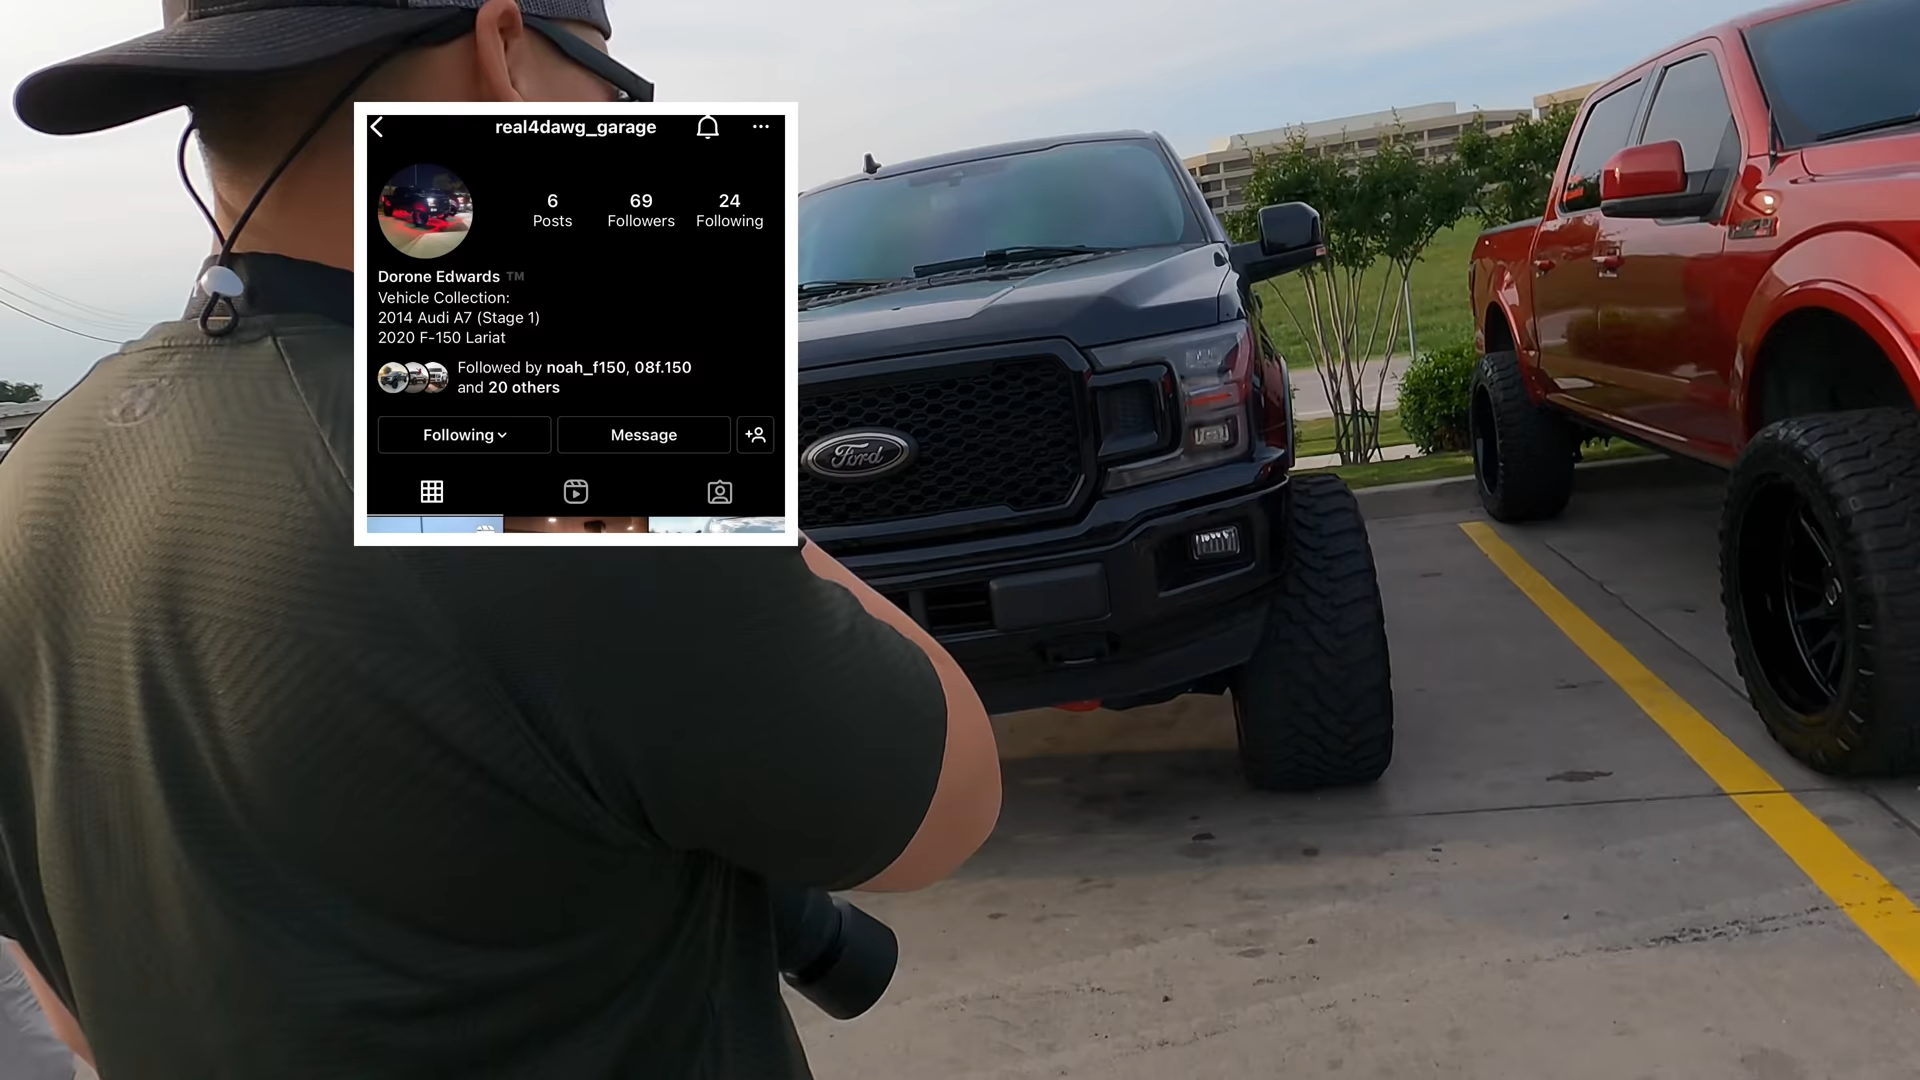 real4dawg_garage
6
Posts
69
Followers
24
Following
Dorone Edwards TM
Vehicle Collection:
2014 Audi A7 (Stage 1)
2020 F-150 Lariat
Followed by noah_f150, 08f.150
and 20 others
Following
Message
Ford